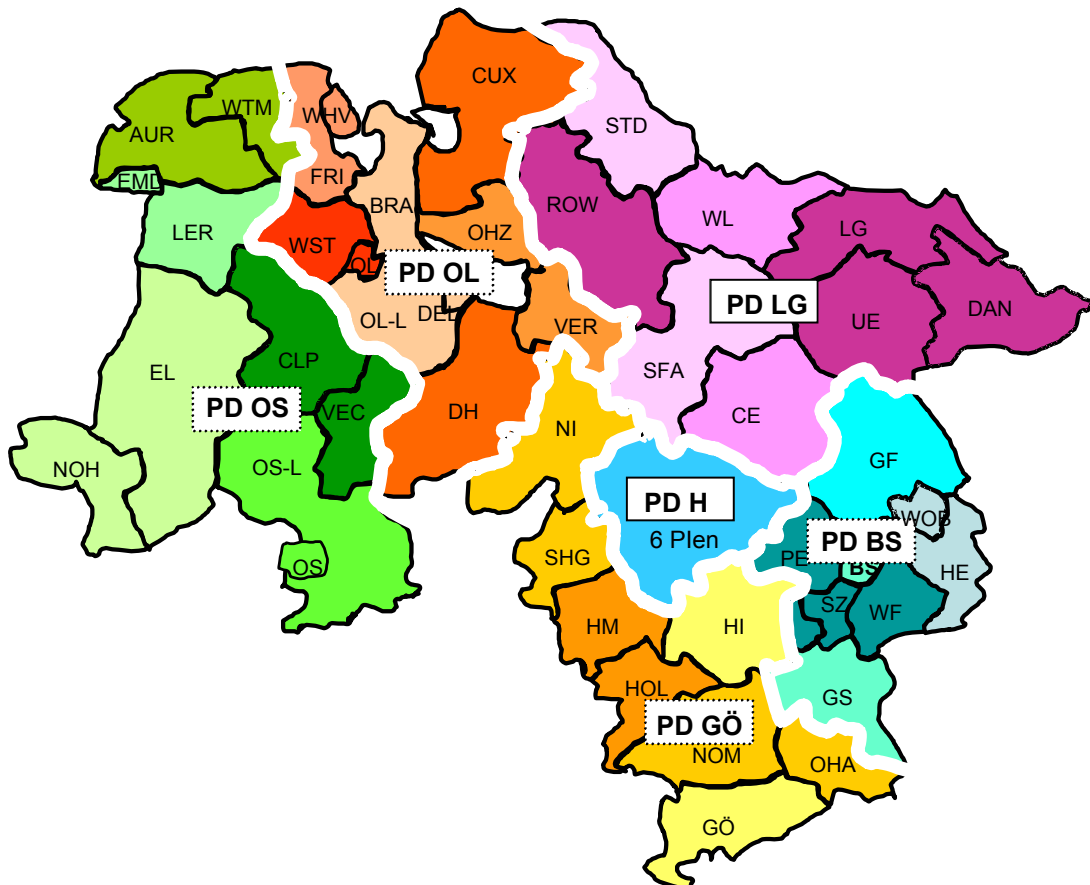 CUX
WTM
WHV
AUR
STD
EMD
FRI
BRA
ROW
WL
LG
LER
WST
OHZ
OL
PD OL
PD LG
DAN
OL-L
DEL
VER
UE
EL
CLP
SFA
PD OS
VEC
DH
NI
CE
NOH
OS-L
GF
PD H
6 PIen
WOB
PD BS
SHG
PE
BS
HE
OS
SZ
WF
HM
HI
HOL
GS
PD GÖ
NOM
OHA
GÖ